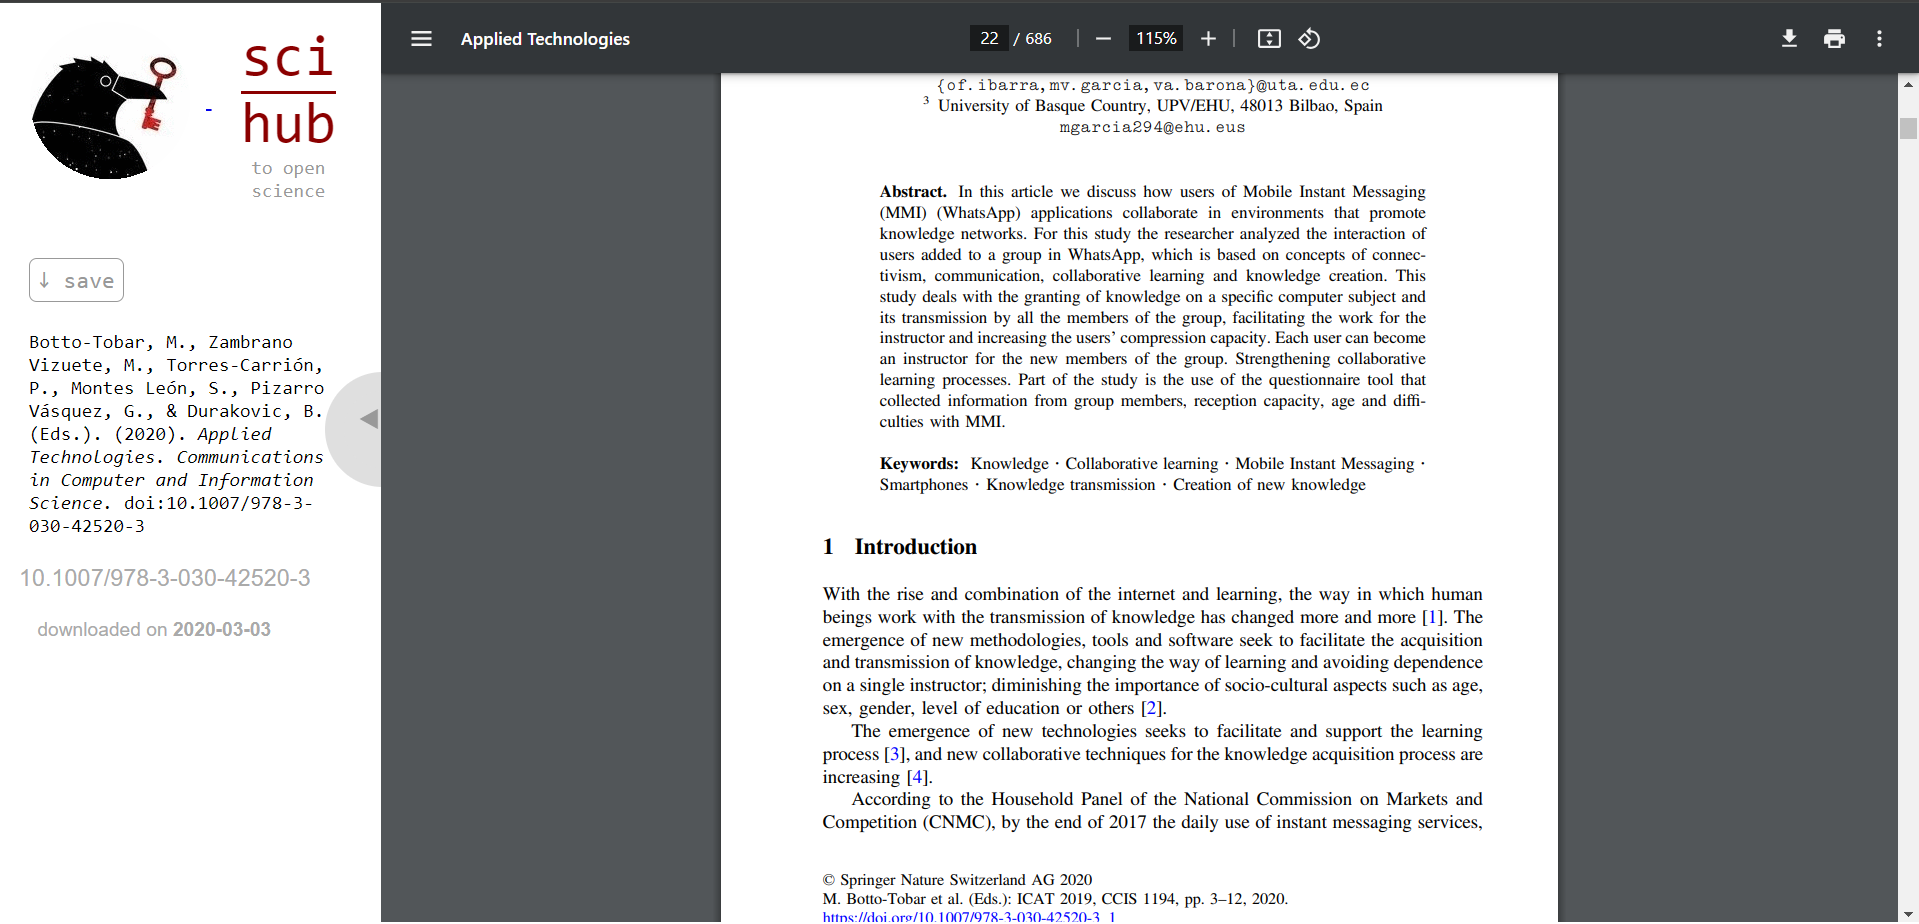 sci
hub
to open
science
↓ save
Botto-Tobar, M., Zambrano
Vizuete, M., Torres-Carrión,
P., Montes León, S., Pizarro
Vásquez, G., & Durakovic, B.
(Eds.). (2020). Applied
Technologies. Communications
in Computer and Information
Science. doi:10.1007/978-3-
030-42520-3
10.1007/978-3-030-42520-3
downloaded on 2020-03-03
Applied Technologies
22 / 686
115%
{of.ibarra,mv.garcia,va.barona}@uta.edu.ec
3 University of Basque Country, UPV/EHU, 48013 Bilbao, Spain
mgarcia294@ehu.eus
Abstract. In this article we discuss how users of Mobile Instant Messaging
(MMI) (WhatsApp) applications collaborate in environments that promote
knowledge networks. For this study the researcher analyzed the interaction of
users added to a group in WhatsApp, which is based on concepts of connec-
tivism, communication, collaborative learning and knowledge creation. This
study deals with the granting of knowledge on a specific computer subject and
its transmission by all the members of the group, facilitating the work for the
instructor and increasing the users' compression capacity. Each user can become
an instructor for the new members of the group. Strengthening collaborative
learning processes. Part of the study is the use of the questionnaire tool that
collected information from group members, reception capacity, age and diffi-
culties with MMI.
Keywords: Knowledge · Collaborative learning · Mobile Instant Messaging ·
Smartphones · Knowledge transmission · Creation of new knowledge
1 Introduction
With the rise and combination of the internet and learning, the way in which human
beings work with the transmission of knowledge has changed more and more [1]. The
emergence of new methodologies, tools and software seek to facilitate the acquisition
and transmission of knowledge, changing the way of learning and avoiding dependence
on a single instructor; diminishing the importance of socio-cultural aspects such as age,
sex, gender, level of education or others [2].
The emergence of new technologies seeks to facilitate and support the learning
process [3], and new collaborative techniques for the knowledge acquisition process are
increasing [4].
According to the Household Panel of the National Commission on Markets and
Competition (CNMC), by the end of 2017 the daily use of instant messaging services,
© Springer Nature Switzerland AG 2020
M. Botto-Tobar et al. (Eds.): ICAT 2019, CCIS 1194, pp. 3–12, 2020.
https://doi.org/10.1007/978-3-030-42520-3_1